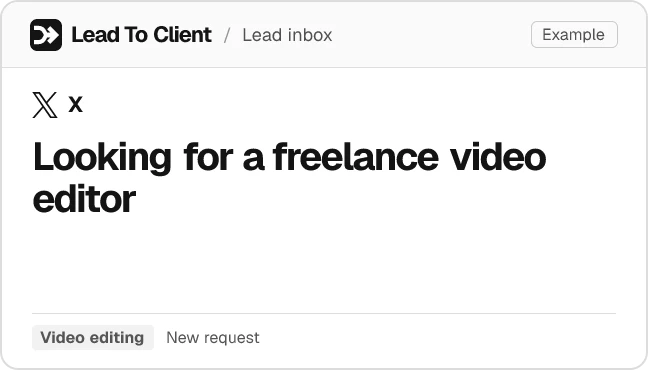 Lead To Client / Lead inbox Example
X
Looking for a freelance video
editor
Video editing New request